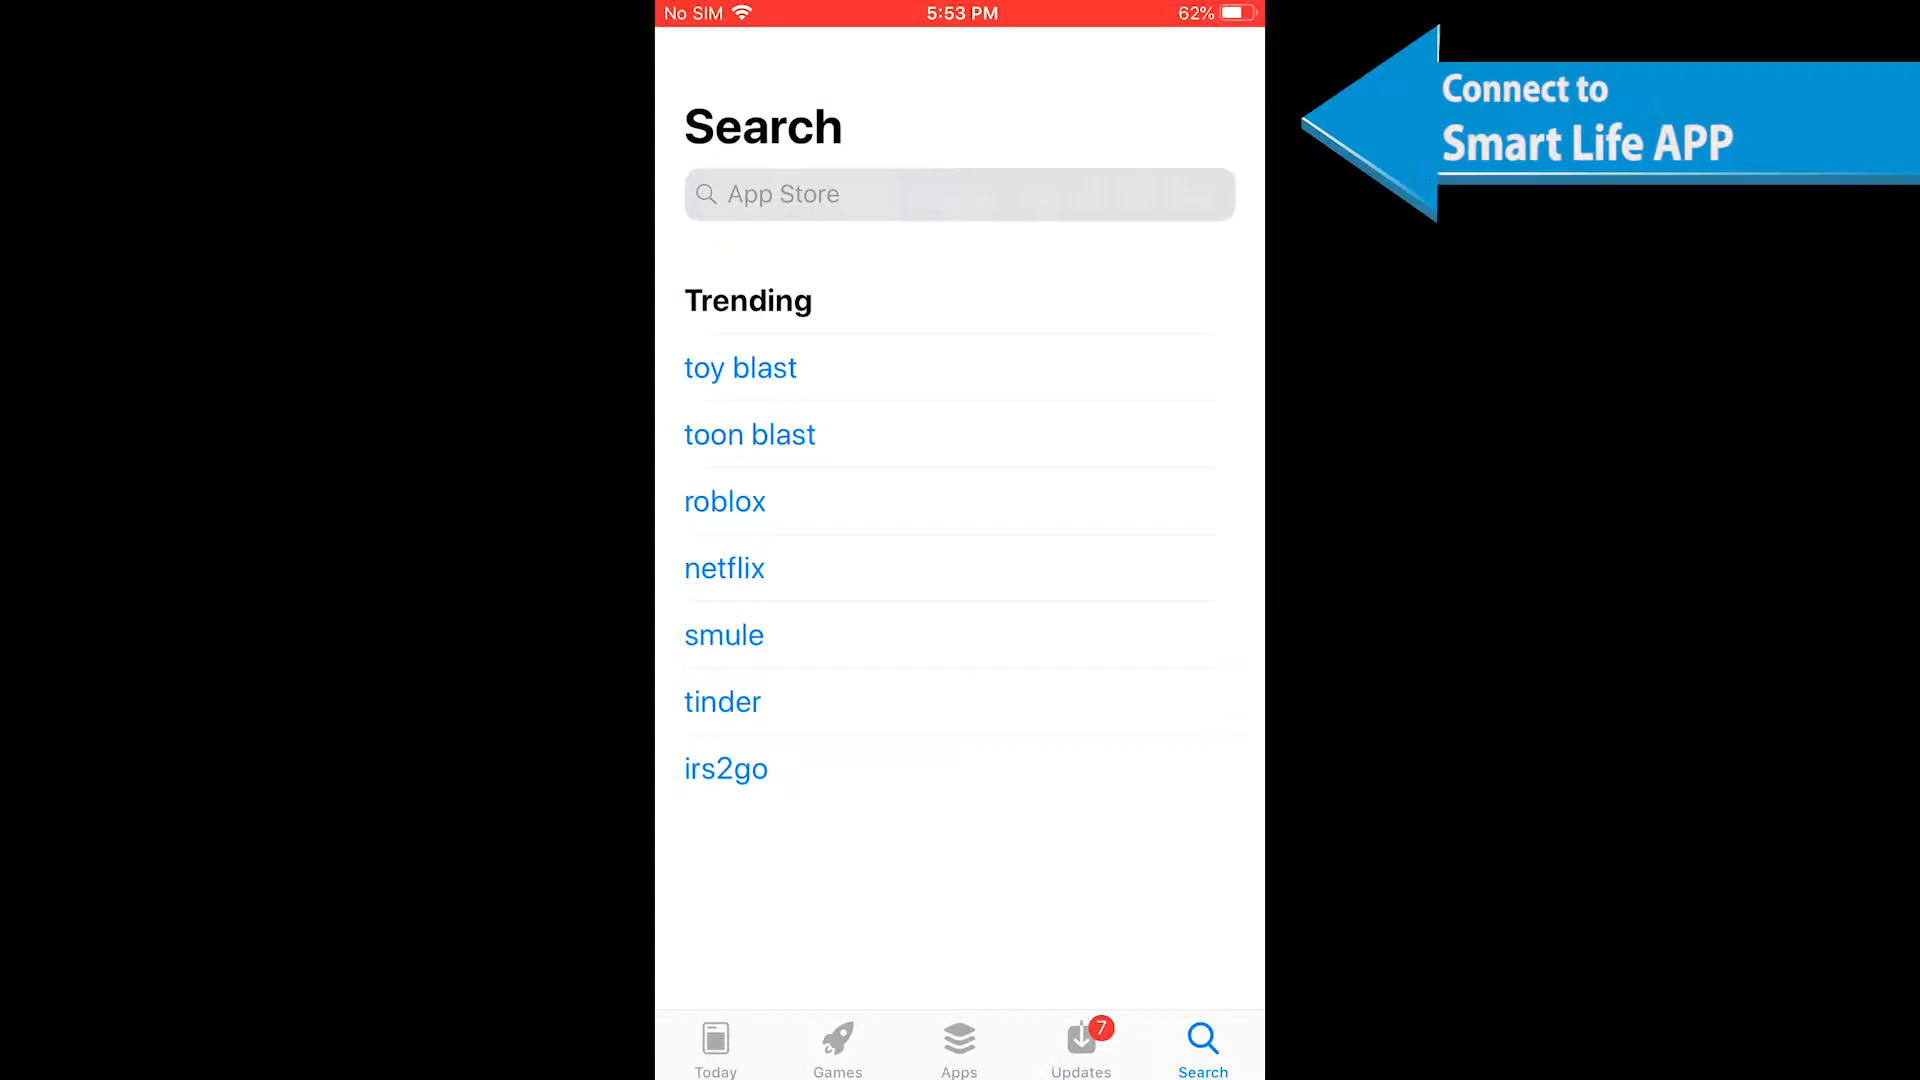 No SIM
5:53 PM
62%
Connect to
Smart Life APP
Search
App Store
Trending
toy blast
toon blast
roblox
netflix
smule
tinder
irs2go
7
Today
Games
Apps
Updates
Search